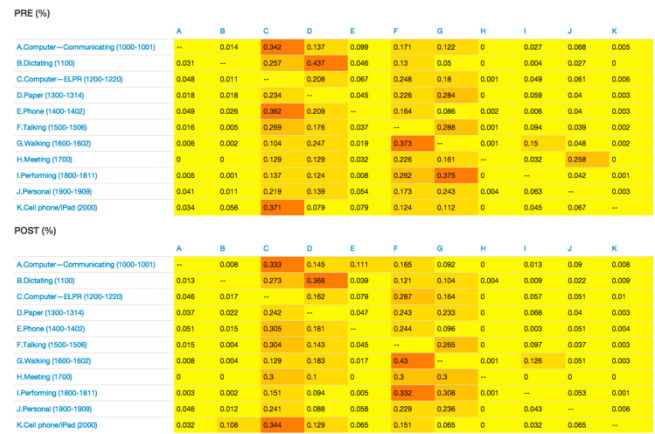 PRE (%)
A B C D E F G H I J K
A.Computer—Communicating (1000-1001) -- 0.014 0.342 0.137 0.099 0.171 0.122 0 0.027 0.068 0.005
B.Dictating (1100) 0.031 -- 0.257 0.437 0.046 0.13 0.05 0 0.004 0.027 0
C.Computer—ELPR (1200-1220) 0.048 0.011 -- 0.208 0.067 0.248 0.18 0.001 0.049 0.061 0.006
D.Paper (1300-1314) 0.018 0.018 0.234 -- 0.045 0.226 0.284 0 0.059 0.04 0.003
E.Phone (1400-1402) 0.049 0.026 0.362 0.209 -- 0.164 0.086 0.002 0.006 0.04 0.003
F.Talking (1500-1506) 0.016 0.005 0.269 0.176 0.037 -- 0.288 0.001 0.094 0.039 0.002
G.Walking (1600-1602) 0.006 0.002 0.104 0.247 0.019 0.373 -- 0.001 0.15 0.048 0.002
H.Meeting (1700) 0 0 0.129 0.129 0.032 0.226 0.161 -- 0.032 0.258 0
I.Performing (1800-1811) 0.005 0.001 0.137 0.124 0.008 0.262 0.375 0 -- 0.042 0.001
J.Personal (1900-1909) 0.041 0.011 0.219 0.139 0.054 0.173 0.243 0.004 0.063 -- 0.003
K.Cell phone/iPad (2000) 0.034 0.056 0.371 0.079 0.079 0.124 0.112 0 0.045 0.067 --
POST (%)
A B C D E F G H I J K
A.Computer—Communicating (1000-1001) -- 0.008 0.333 0.145 0.111 0.165 0.092 0 0.013 0.09 0.008
B.Dictating (1100) 0.013 -- 0.273 0.368 0.039 0.121 0.104 0.004 0.009 0.022 0.009
C.Computer—ELPR (1200-1220) 0.046 0.017 -- 0.162 0.079 0.287 0.164 0 0.057 0.051 0.01
D.Paper (1300-1314) 0.037 0.022 0.242 -- 0.047 0.243 0.233 0 0.068 0.04 0.003
E.Phone (1400-1402) 0.051 0.015 0.305 0.181 -- 0.244 0.096 0 0.003 0.051 0.004
F.Talking (1500-1506) 0.015 0.004 0.304 0.143 0.045 -- 0.265 0 0.097 0.037 0.003
G.Walking (1600-1602) 0.008 0.004 0.129 0.183 0.017 0.43 -- 0.001 0.126 0.051 0.003
H.Meeting (1700) 0 0 0.3 0.1 0 0.3 0.3 -- 0 0 0
I.Performing (1800-1811) 0.003 0.002 0.151 0.094 0.005 0.332 0.308 0.001 -- 0.053 0.001
J.Personal (1900-1909) 0.046 0.012 0.241 0.088 0.058 0.229 0.236 0 0.043 -- 0.006
K.Cell phone/iPad (2000) 0.032 0.108 0.344 0.129 0.065 0.151 0.065 0 0.032 0.065 --